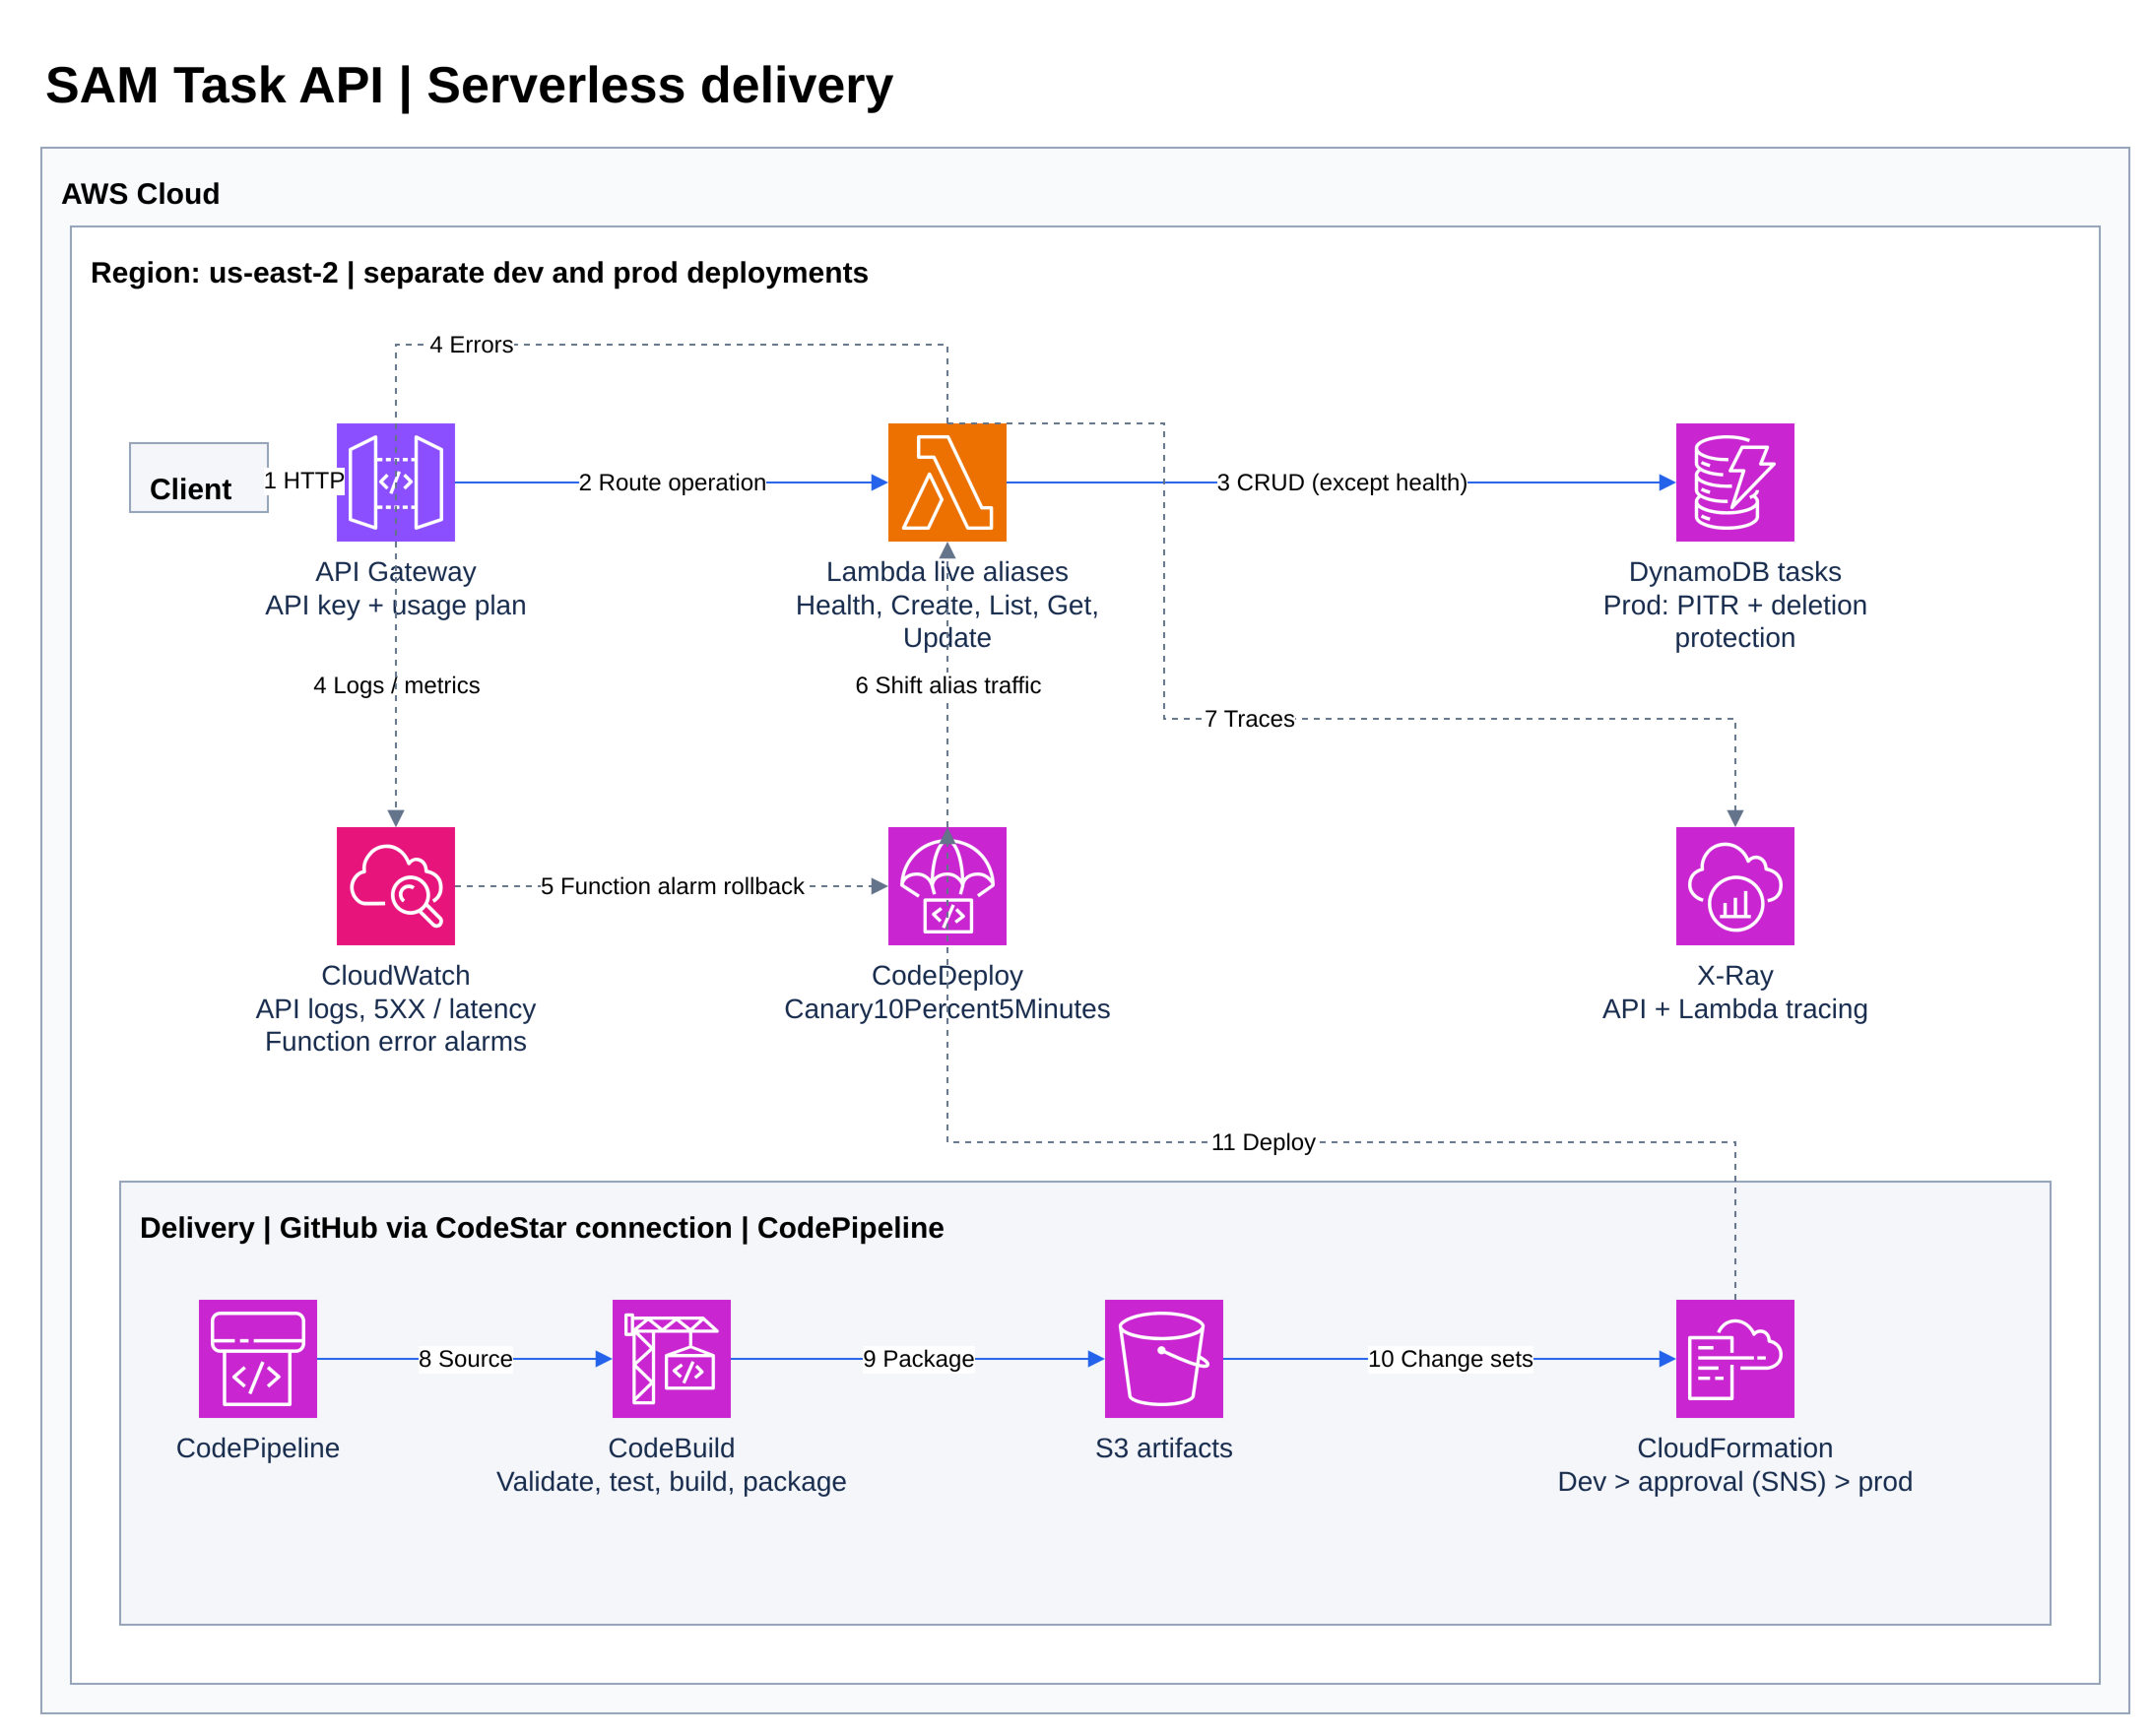 SAM Task API | Serverless delivery
AWS Cloud
Region: us-east-2 | separate dev and prod deployments
4 Errors
Client
1 HTTP
2 Route operation
3 CRUD (except health)
API Gateway
API key + usage plan
Lambda live aliases
Health, Create, List, Get,
Update
DynamoDB tasks
Prod: PITR + deletion
protection
4 Logs / metrics
6 Shift alias traffic
7 Traces
5 Function alarm rollback
CloudWatch
API logs, 5XX / latency
Function error alarms
CodeDeploy
Canary10Percent5Minutes
X-Ray
API + Lambda tracing
11 Deploy
Delivery | GitHub via CodeStar connection | CodePipeline
8 Source
9 Package
10 Change sets
CodePipeline
CodeBuild
Validate, test, build, package
S3 artifacts
CloudFormation
Dev > approval (SNS) > prod